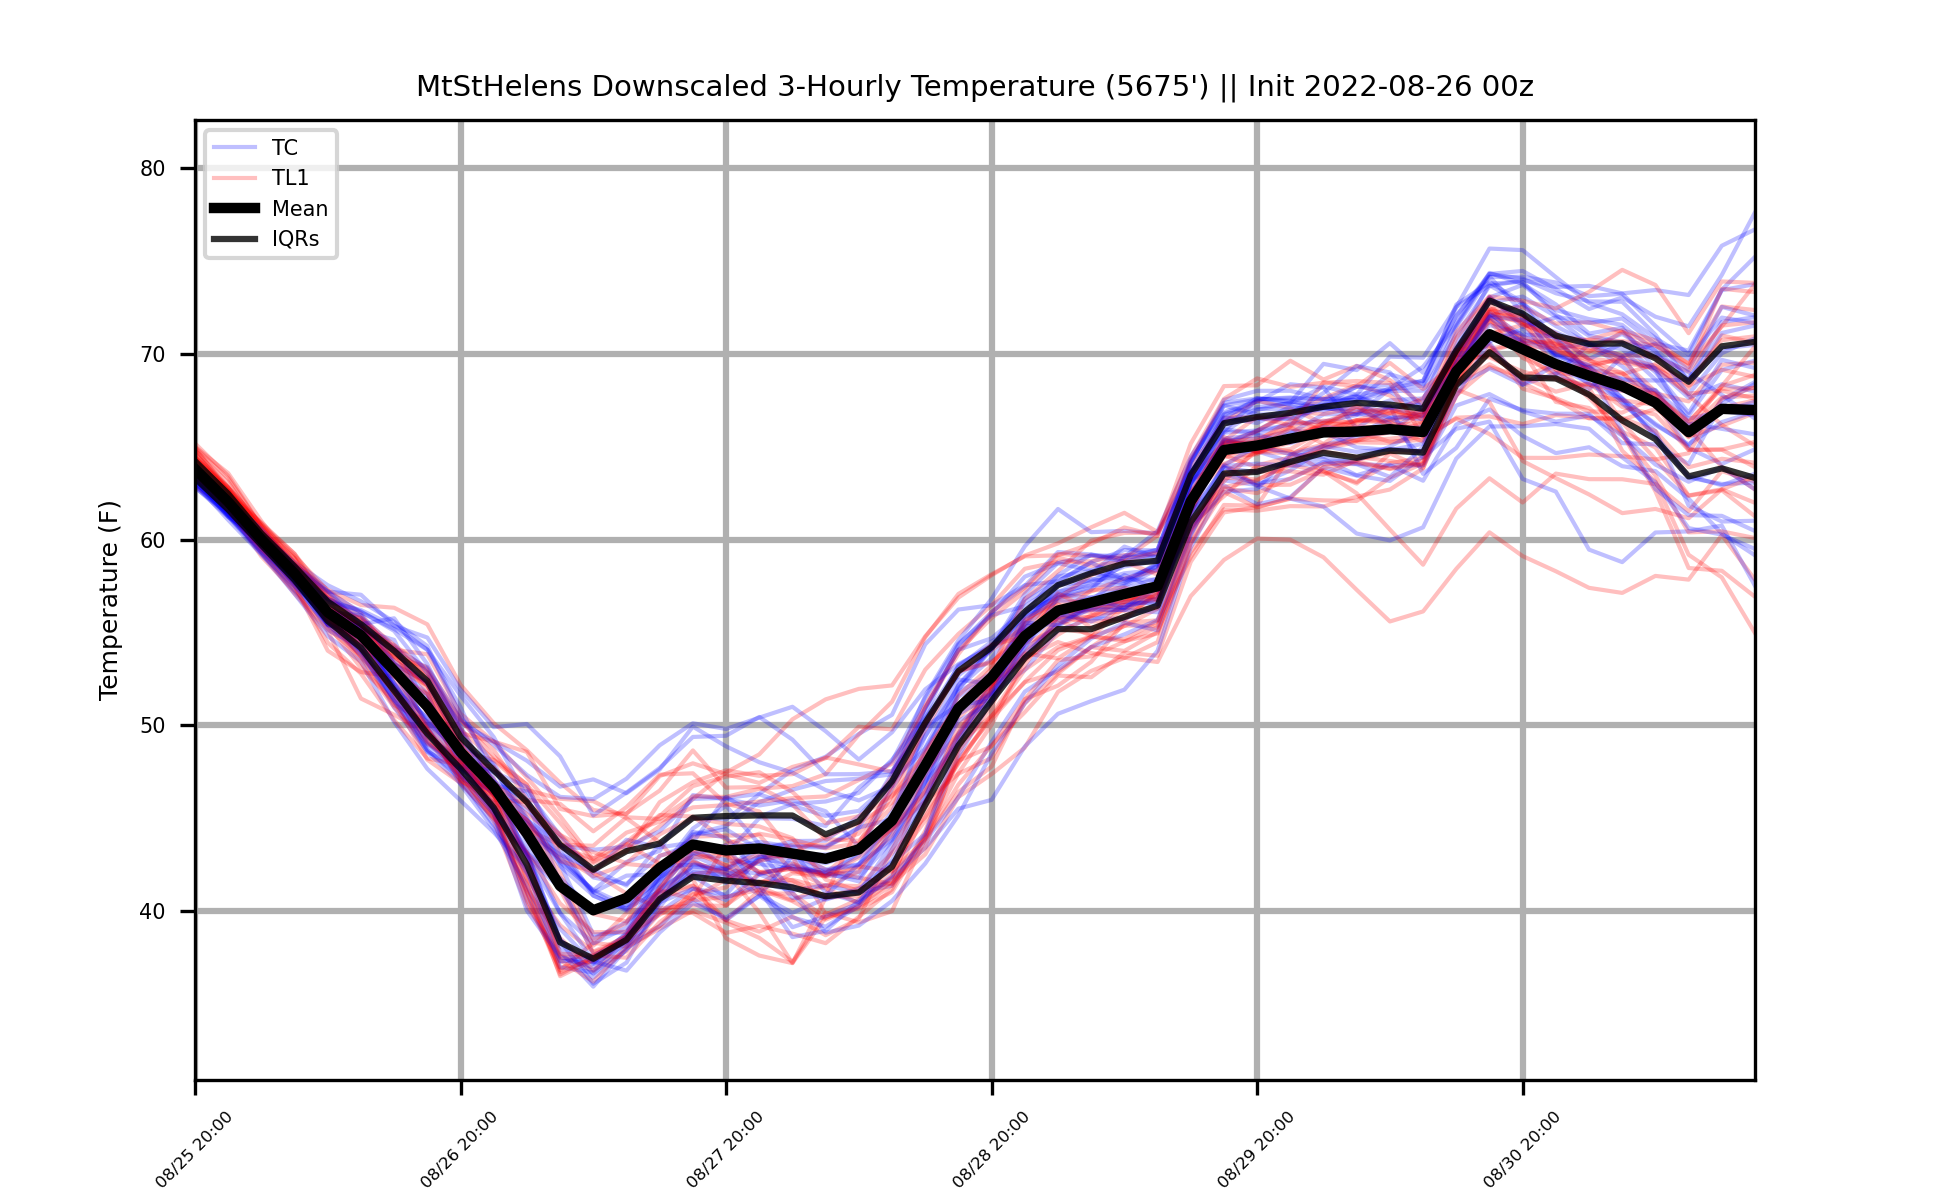 MtStHelens Downscaled 3-Hourly Temperature (5675') || Init 2022-08-26 00z
TC
TL1
Mean
IQRs
Temperature (F)
80
70
60
50
40
08/25 20:00
08/26 20:00
08/27 20:00
08/28 20:00
08/29 20:00
08/30 20:00